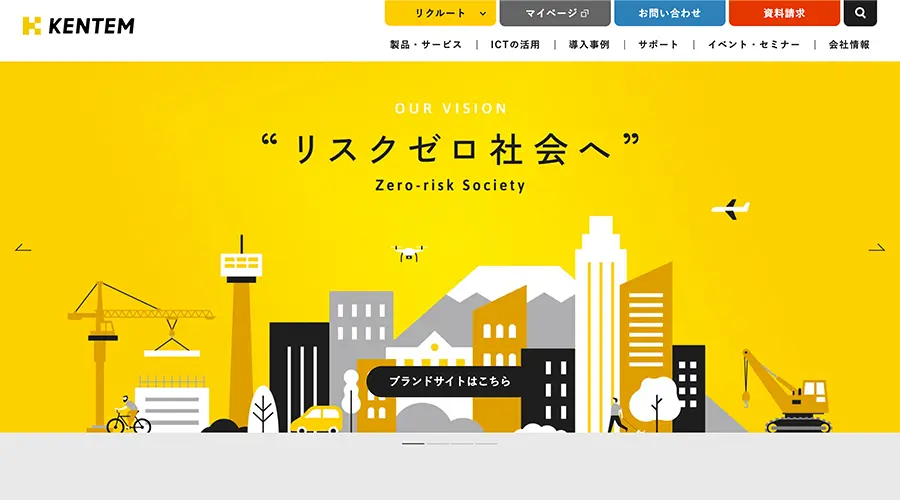 KENTEM
リクルート
マイページ
お問い合わせ
資料請求
製品・サービス | ICTの活用 | 導入事例 | サポート | イベント・セミナー | 会社情報
OUR VISION
“リスクゼロ社会へ”
Zero-risk Society
ブランドサイトはこちら